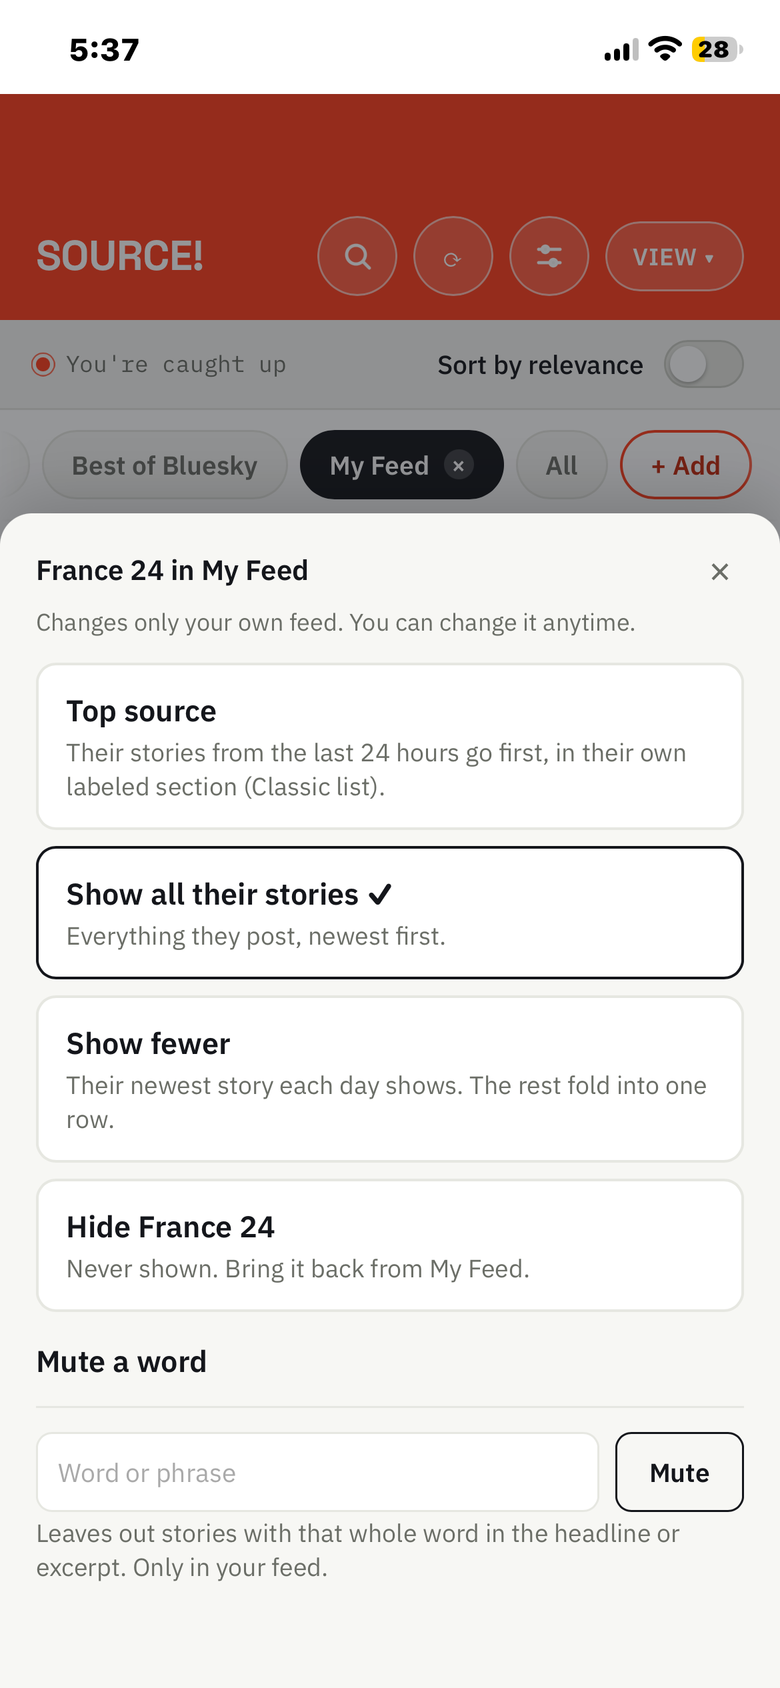 5:37
28
SOURCE!
VIEW ▾
You're caught up
Sort by relevance
Best of Bluesky
My Feed ×
All
+ Add
France 24 in My Feed
×
Changes only your own feed. You can change it anytime.
Top source
Their stories from the last 24 hours go first, in their own
labeled section (Classic list).
Show all their stories ✓
Everything they post, newest first.
Show fewer
Their newest story each day shows. The rest fold into one
row.
Hide France 24
Never shown. Bring it back from My Feed.
Mute a word
Word or phrase
Mute
Leaves out stories with that whole word in the headline or
excerpt. Only in your feed.